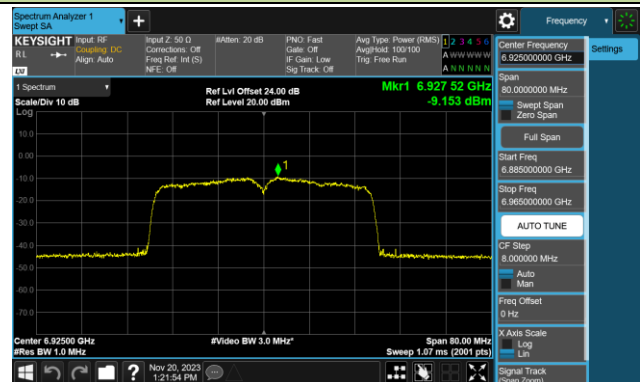 Spectrum Analyzer 1
Swept SA
Frequency
KEYSIGHT
Input: RF
Input Z: 50 Ω
#Atten: 20 dB
PNO: Fast
Avg Type: Power (RMS)
1 2 3 4 5 6
RL
Coupling: DC
Corrections: Off
Gate: Off
Avg|Hold: 100/100
A W W W W W
Align: Auto
Freq Ref: Int (S)
IF Gain: Low
Trig: Free Run
NFE: Off
Sig Track: Off
A N N N N N
LXI
1 Spectrum
Ref Lvl Offset 24.00 dB
Mkr1 6.927 52 GHz
Scale/Div 10 dB
Ref Level 20.00 dBm
-9.153 dBm
Log
10.0
0.00
-10.0
-20.0
-30.0
-40.0
-50.0
-60.0
-70.0
1
Center 6.92500 GHz
#Video BW 3.0 MHz*
Span 80.00 MHz
#Res BW 1.0 MHz
Sweep 1.07 ms (2001 pts)
Nov 20, 2023
1:21:54 PM
Center Frequency
6.925000000 GHz
Settings
Span
80.0000000 MHz
Swept Span
Zero Span
Full Span
Start Freq
6.885000000 GHz
Stop Freq
6.965000000 GHz
AUTO TUNE
CF Step
8.000000 MHz
Auto
Man
Freq Offset
0 Hz
X Axis Scale
Log
Lin
Signal Track
(Span Zoom)